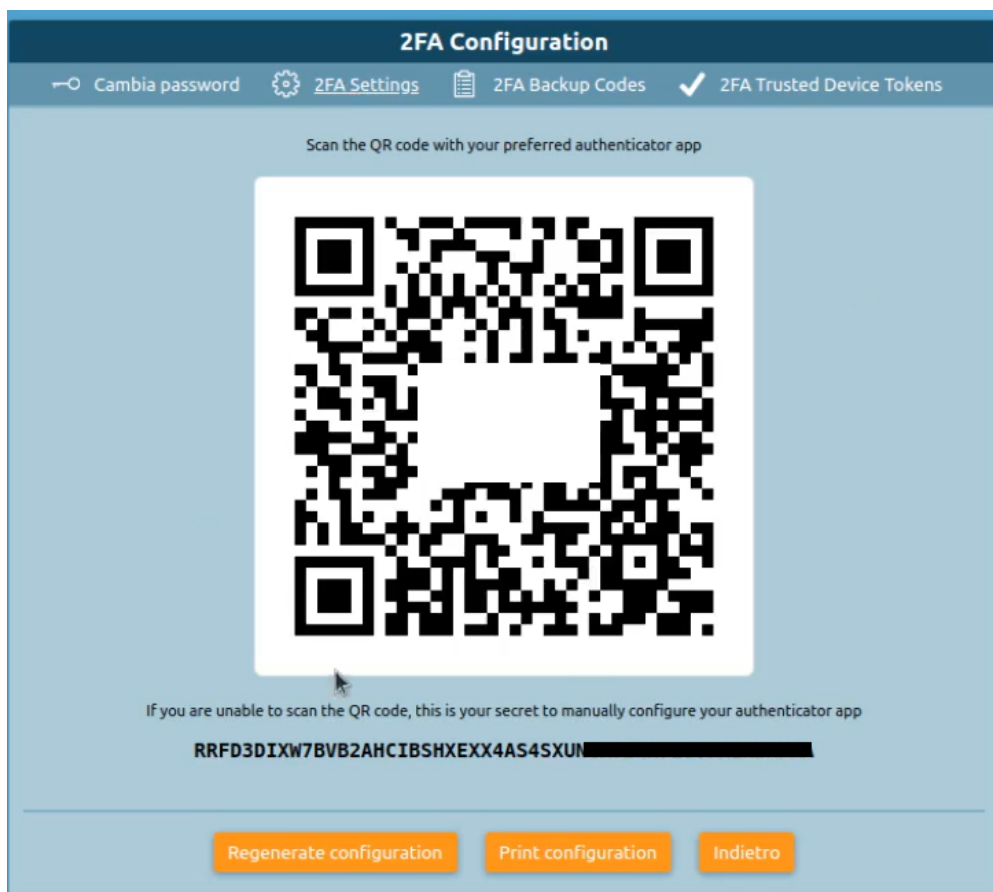 2FA Configuration
Cambia password 2FA Settings 2FA Backup Codes 2FA Trusted Device Tokens
Scan the QR code with your preferred authenticator app
If you are unable to scan the QR code, this is your secret to manually configure your authenticator app
RRFD3DIXW7BVB2AHCIBSHXEXX4AS4SXUN
Regenerate configuration Print configuration Indietro